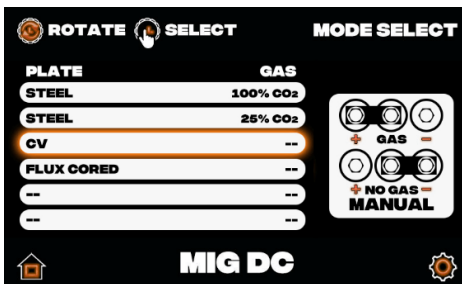 ROTATE SELECT MODE SELECT
PLATE GAS
STEEL 100% CO₂
STEEL 25% CO₂
CV --
FLUX CORED --
-- --
-- --
+ GAS -
+ NO GAS -
MANUAL
MIG DC